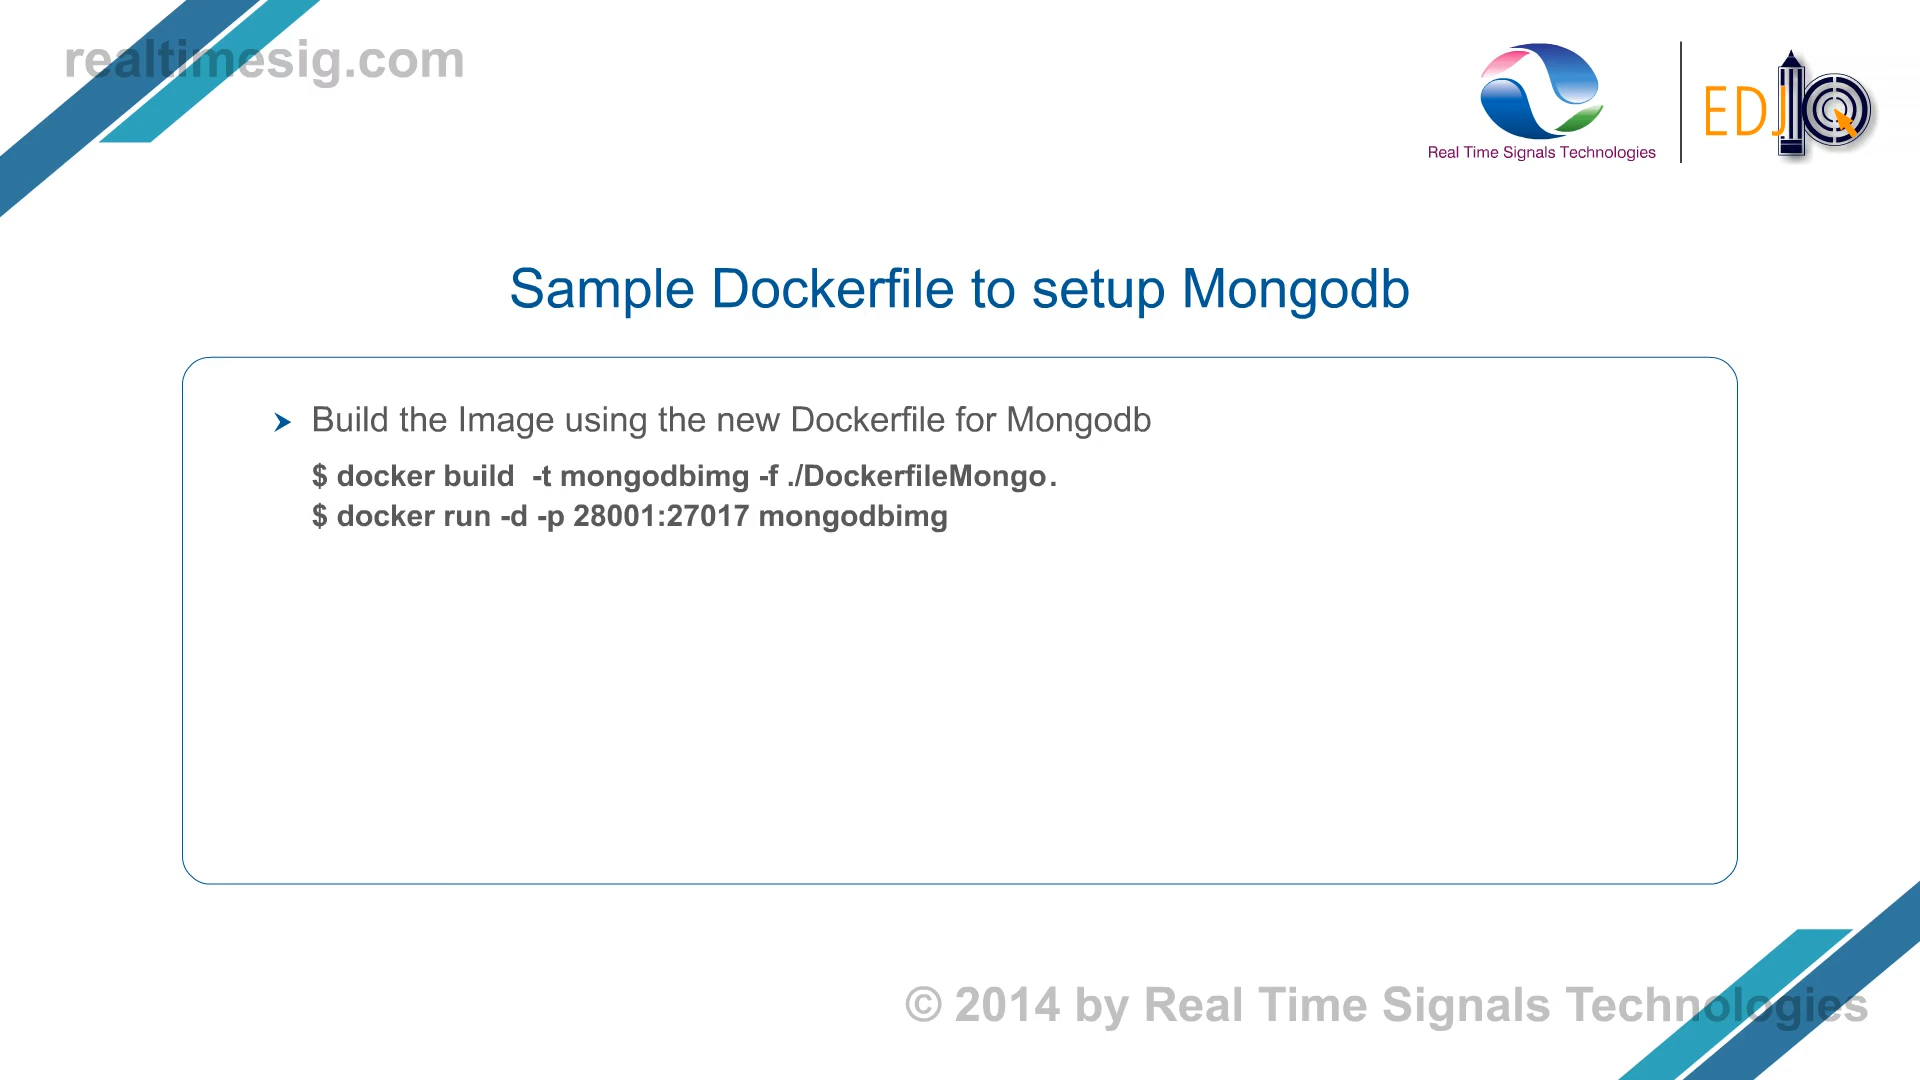 realtimesig.com
Real Time Signals Technologies
EDJIQ
Sample Dockerfile to setup Mongodb
Build the Image using the new Dockerfile for Mongodb
$ docker build  -t mongodbimg -f ./DockerfileMongo.
$ docker run -d -p 28001:27017 mongodbimg
© 2014 by Real Time Signals Technologies